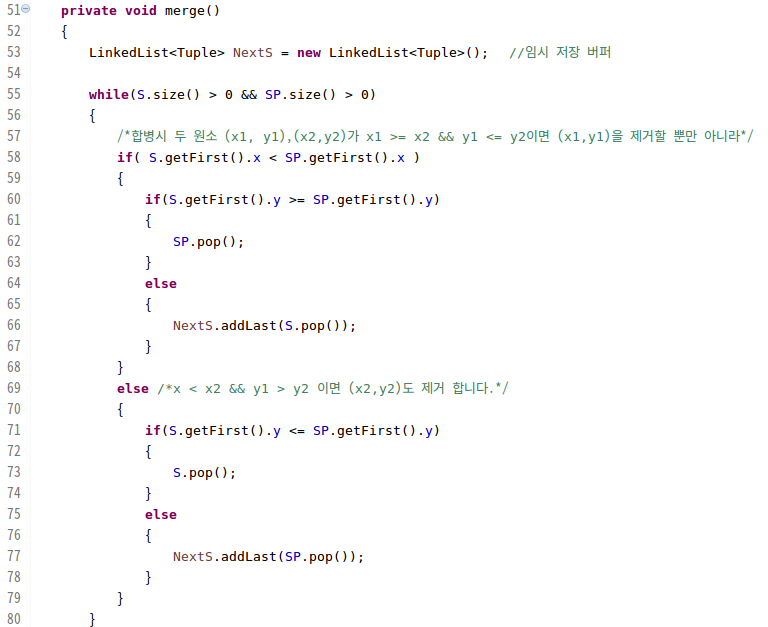 51 private void merge()
52 {
53 LinkedList<Tuple> NextS = new LinkedList<Tuple>(); //임시 저장 버퍼
54
55 while(S.size() > 0 && SP.size() > 0)
56 {
57 /*합병시 두 원소 (x1, y1),(x2,y2)가 x1 >= x2 && y1 <= y2이면 (x1,y1)을 제거할 뿐만 아니라*/
58 if( S.getFirst().x < SP.getFirst().x )
59 {
60 if(S.getFirst().y >= SP.getFirst().y)
61 {
62 SP.pop();
63 }
64 else
65 {
66 NextS.addLast(S.pop());
67 }
68 }
69 else /*x < x2 && y1 > y2 이면 (x2,y2)도 제거 합니다.*/
70 {
71 if(S.getFirst().y <= SP.getFirst().y)
72 {
73 S.pop();
74 }
75 else
76 {
77 NextS.addLast(SP.pop());
78 }
79 }
80 }